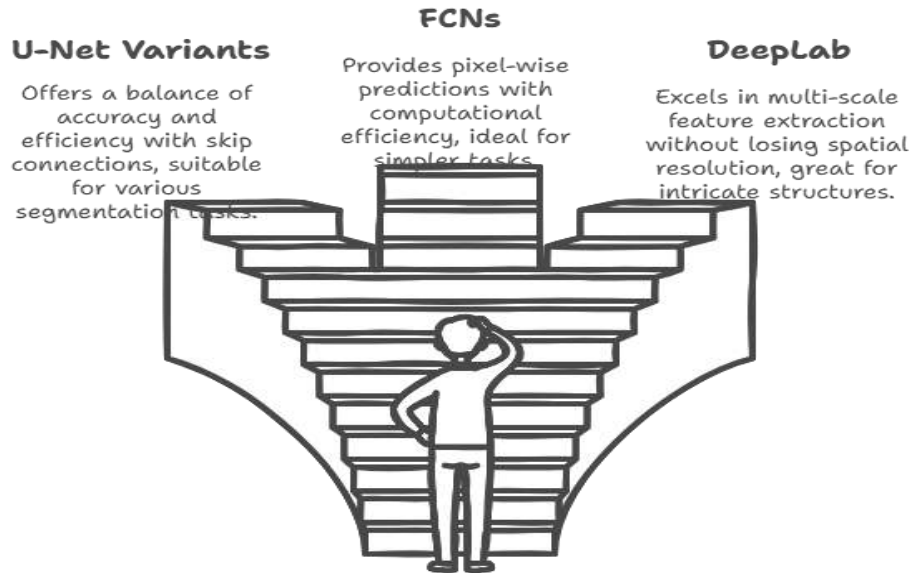 U-Net Variants
Offers a balance of
accuracy and
efficiency with skip
connections, suitable
for various
segmentation tasks.
FCNs
Provides pixel-wise
predictions with
computational
efficiency, ideal for
simpler tasks
DeepLab
Excels in multi-scale
feature extraction
without losing spatial
resolution, great for
intricate structures.